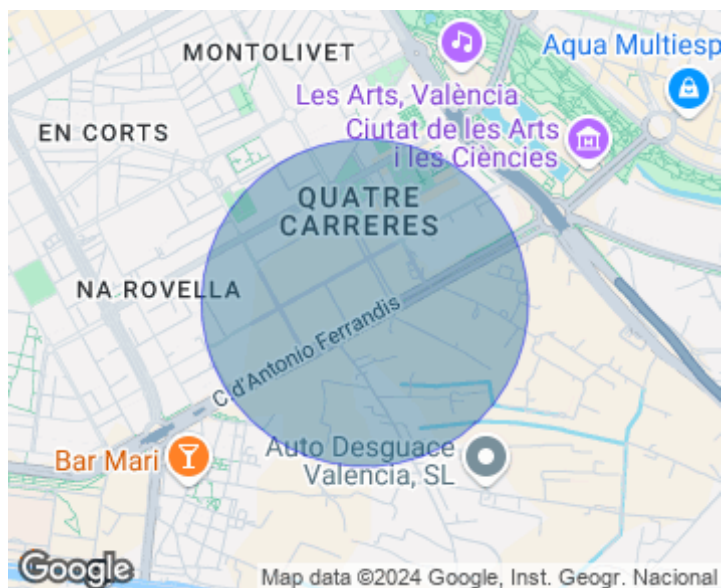 MONTOLIVET
Aqua Multiesp
Les Arts, València
Ciutat de les Arts
i les Ciències
EN CORTS
QUATRE
CARRERES
NA ROVELLA
C.d'Antonio Ferrandis
Bar Mari
Auto Desguace
Valencia, SL
Google
Map data ©2024 Google, Inst. Geogr. Nacional